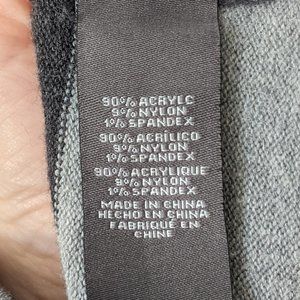 90% ACRYLIC
9% NYLON
1% SPANDEX
90% ACRÍLICO
9% NYLON
1% SPANDEX
90% ACRYLIQUE
9% NYLON
1% SPANDEX
MADE IN CHINA
HECHO EN CHINA
FABRIQUÉ EN
CHINE